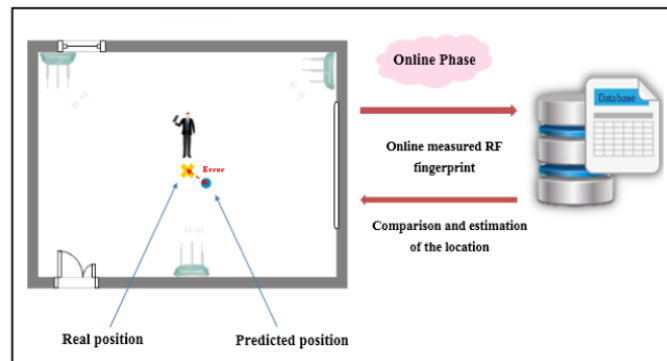 Online Phase
Database
Error
Online measured RF
fingerprint
Comparison and estimation
of the location
Real position
Predicted position